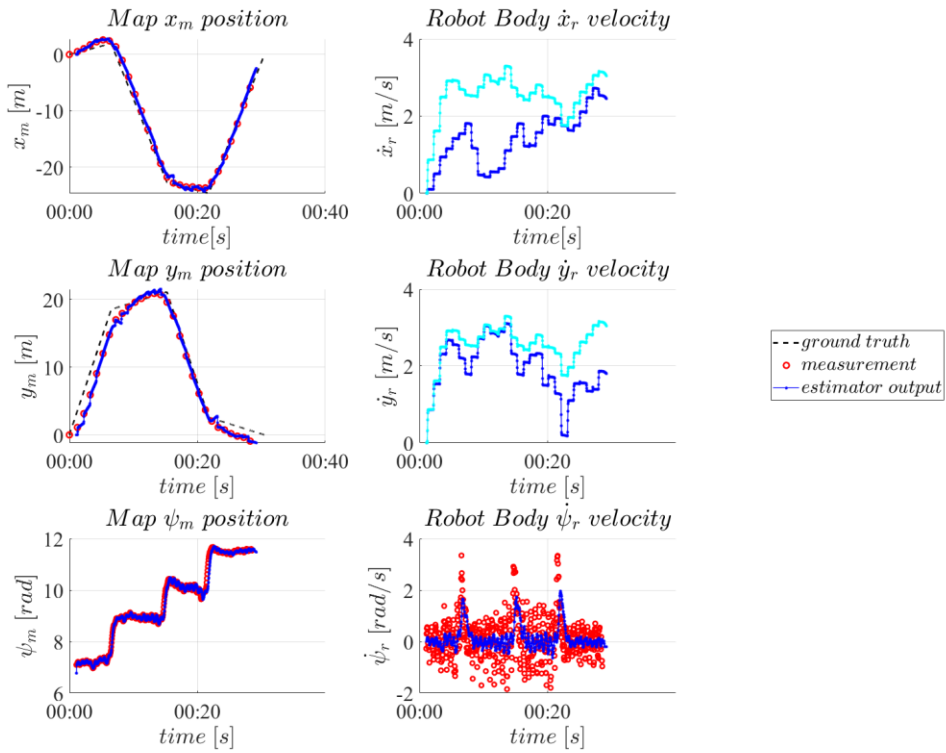 Map x_m position
0
-10
-20
x_m [m]
00:00
00:20
00:40
time[s]
Robot Body ẋ_r velocity
4
2
0
ẋ_r [m/s]
00:00
00:20
time[s]
Map y_m position
20
10
0
y_m [m]
00:00
00:20
00:40
time [s]
Robot Body ẏ_r velocity
4
2
0
ẏ_r [m/s]
00:00
00:20
time [s]
ground truth
measurement
estimator output
Map ψ_m position
12
10
8
6
ψ_m [rad]
00:00
00:20
00:40
time [s]
Robot Body ψ̇_r velocity
4
2
0
-2
ψ̇_r [rad/s]
00:00
00:20
time [s]